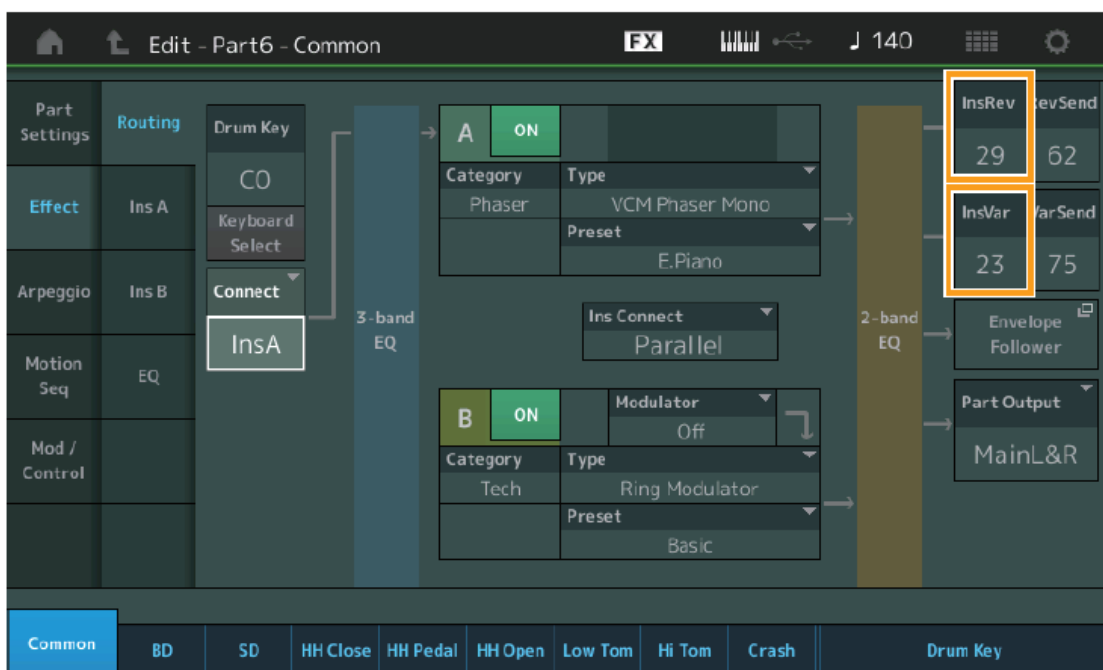 Edit - Part6 - Common
FX
♩ 140
Part
Settings
Effect
Arpeggio
Motion
Seq
Mod /
Control
Routing
Ins A
Ins B
EQ
Drum Key
C0
Keyboard
Select
Connect
InsA
3-band
EQ
A
ON
Category
Phaser
Type
VCM Phaser Mono
Preset
E.Piano
Ins Connect
Parallel
B
ON
Modulator
Off
Category
Tech
Type
Ring Modulator
Preset
Basic
2-band
EQ
InsRev
29
RevSend
62
InsVar
23
VarSend
75
Envelope
Follower
Part Output
MainL&R
Common
BD
SD
HH Close
HH Pedal
HH Open
Low Tom
Hi Tom
Crash
Drum Key